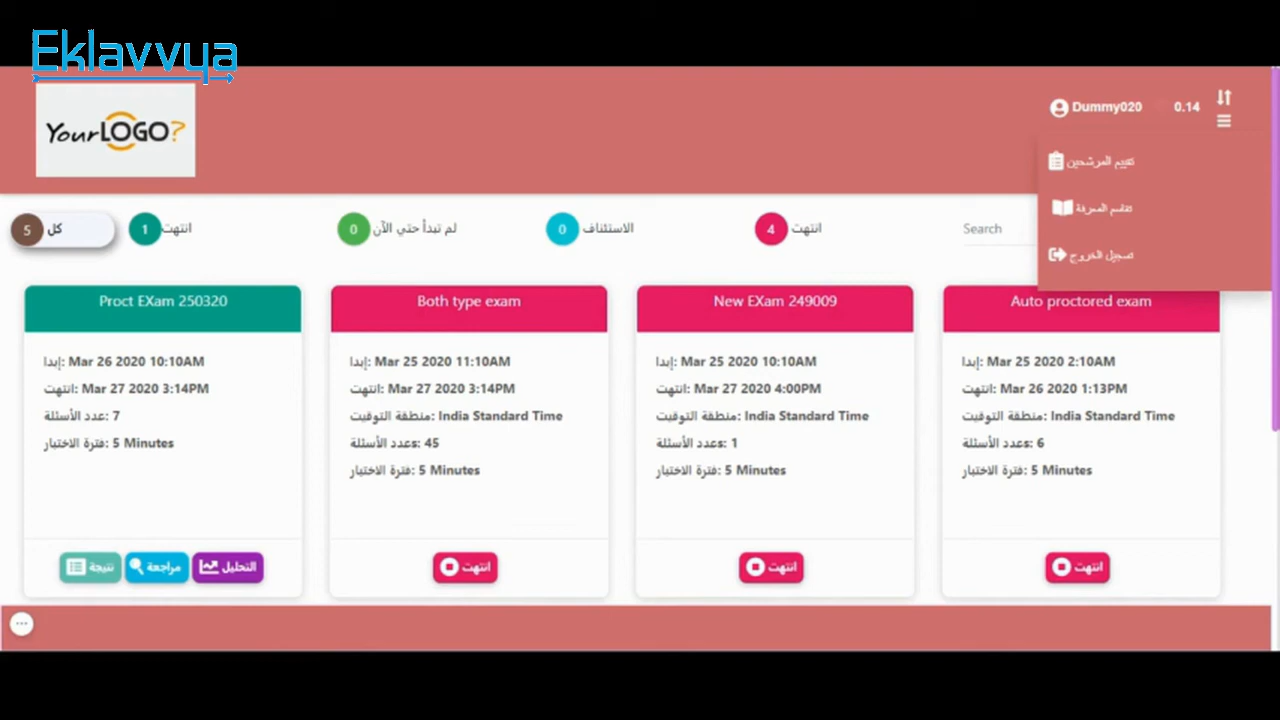 Eklavvya
YourLOGO?
Dummy020 0.14
تقييم المرشحين
تقاسم المعرفة
تسجيل الخروج
5 كل
1 انتهت
0 لم تبدأ حتي الآن
0 الاستئناف
4 انتهت
Search
Proct EXam 250320
إبدا: Mar 26 2020 10:10AM
انتهت: Mar 27 2020 3:14PM
عدد الأسئلة: 7
فترة الاختبار: 5 Minutes
نتيجة
مراجعة
التحليل
Both type exam
إبدا: Mar 25 2020 11:10AM
انتهت: Mar 27 2020 3:14PM
منطقة التوقيت: India Standard Time
وعدد الأسئلة: 45
فترة الاختبار: 5 Minutes
انتهت
New EXam 249009
إبدا: Mar 25 2020 10:10AM
انتهت: Mar 27 2020 4:00PM
منطقة التوقيت: India Standard Time
وعدد الأسئلة: 1
فترة الاختبار: 5 Minutes
انتهت
Auto proctored exam
إبدا: Mar 25 2020 2:10AM
انتهت: Mar 26 2020 1:13PM
منطقة التوقيت: India Standard Time
وعدد الأسئلة: 6
فترة الاختبار: 5 Minutes
انتهت